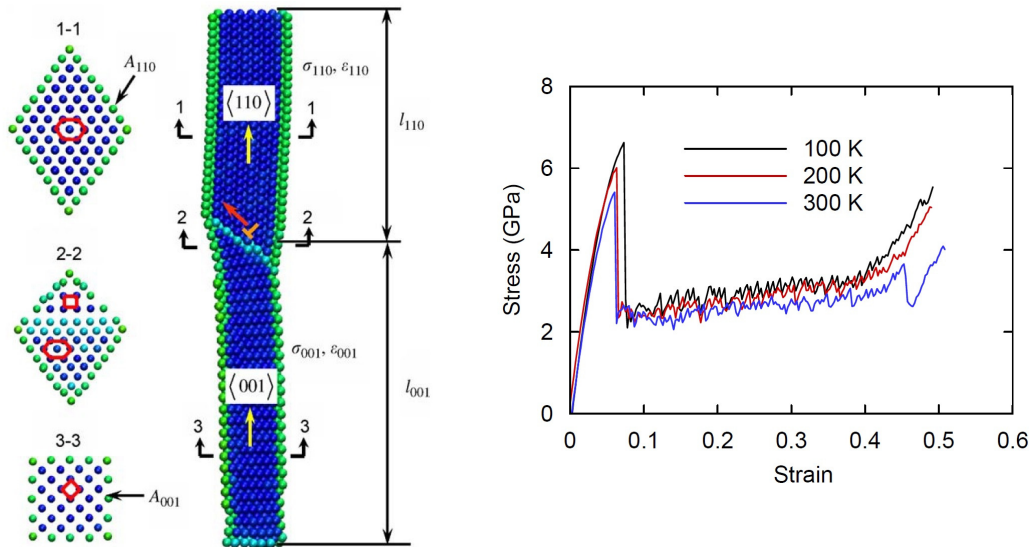 1-1
A110
2-2
3-3
A001
⟨110⟩
σ110, ε110
1 1
l110
2 2
σ001, ε001
⟨001⟩
l001
3 3
Stress (GPa)
8
6
4
2
0
100 K
200 K
300 K
0 0.1 0.2 0.3 0.4 0.5 0.6
Strain